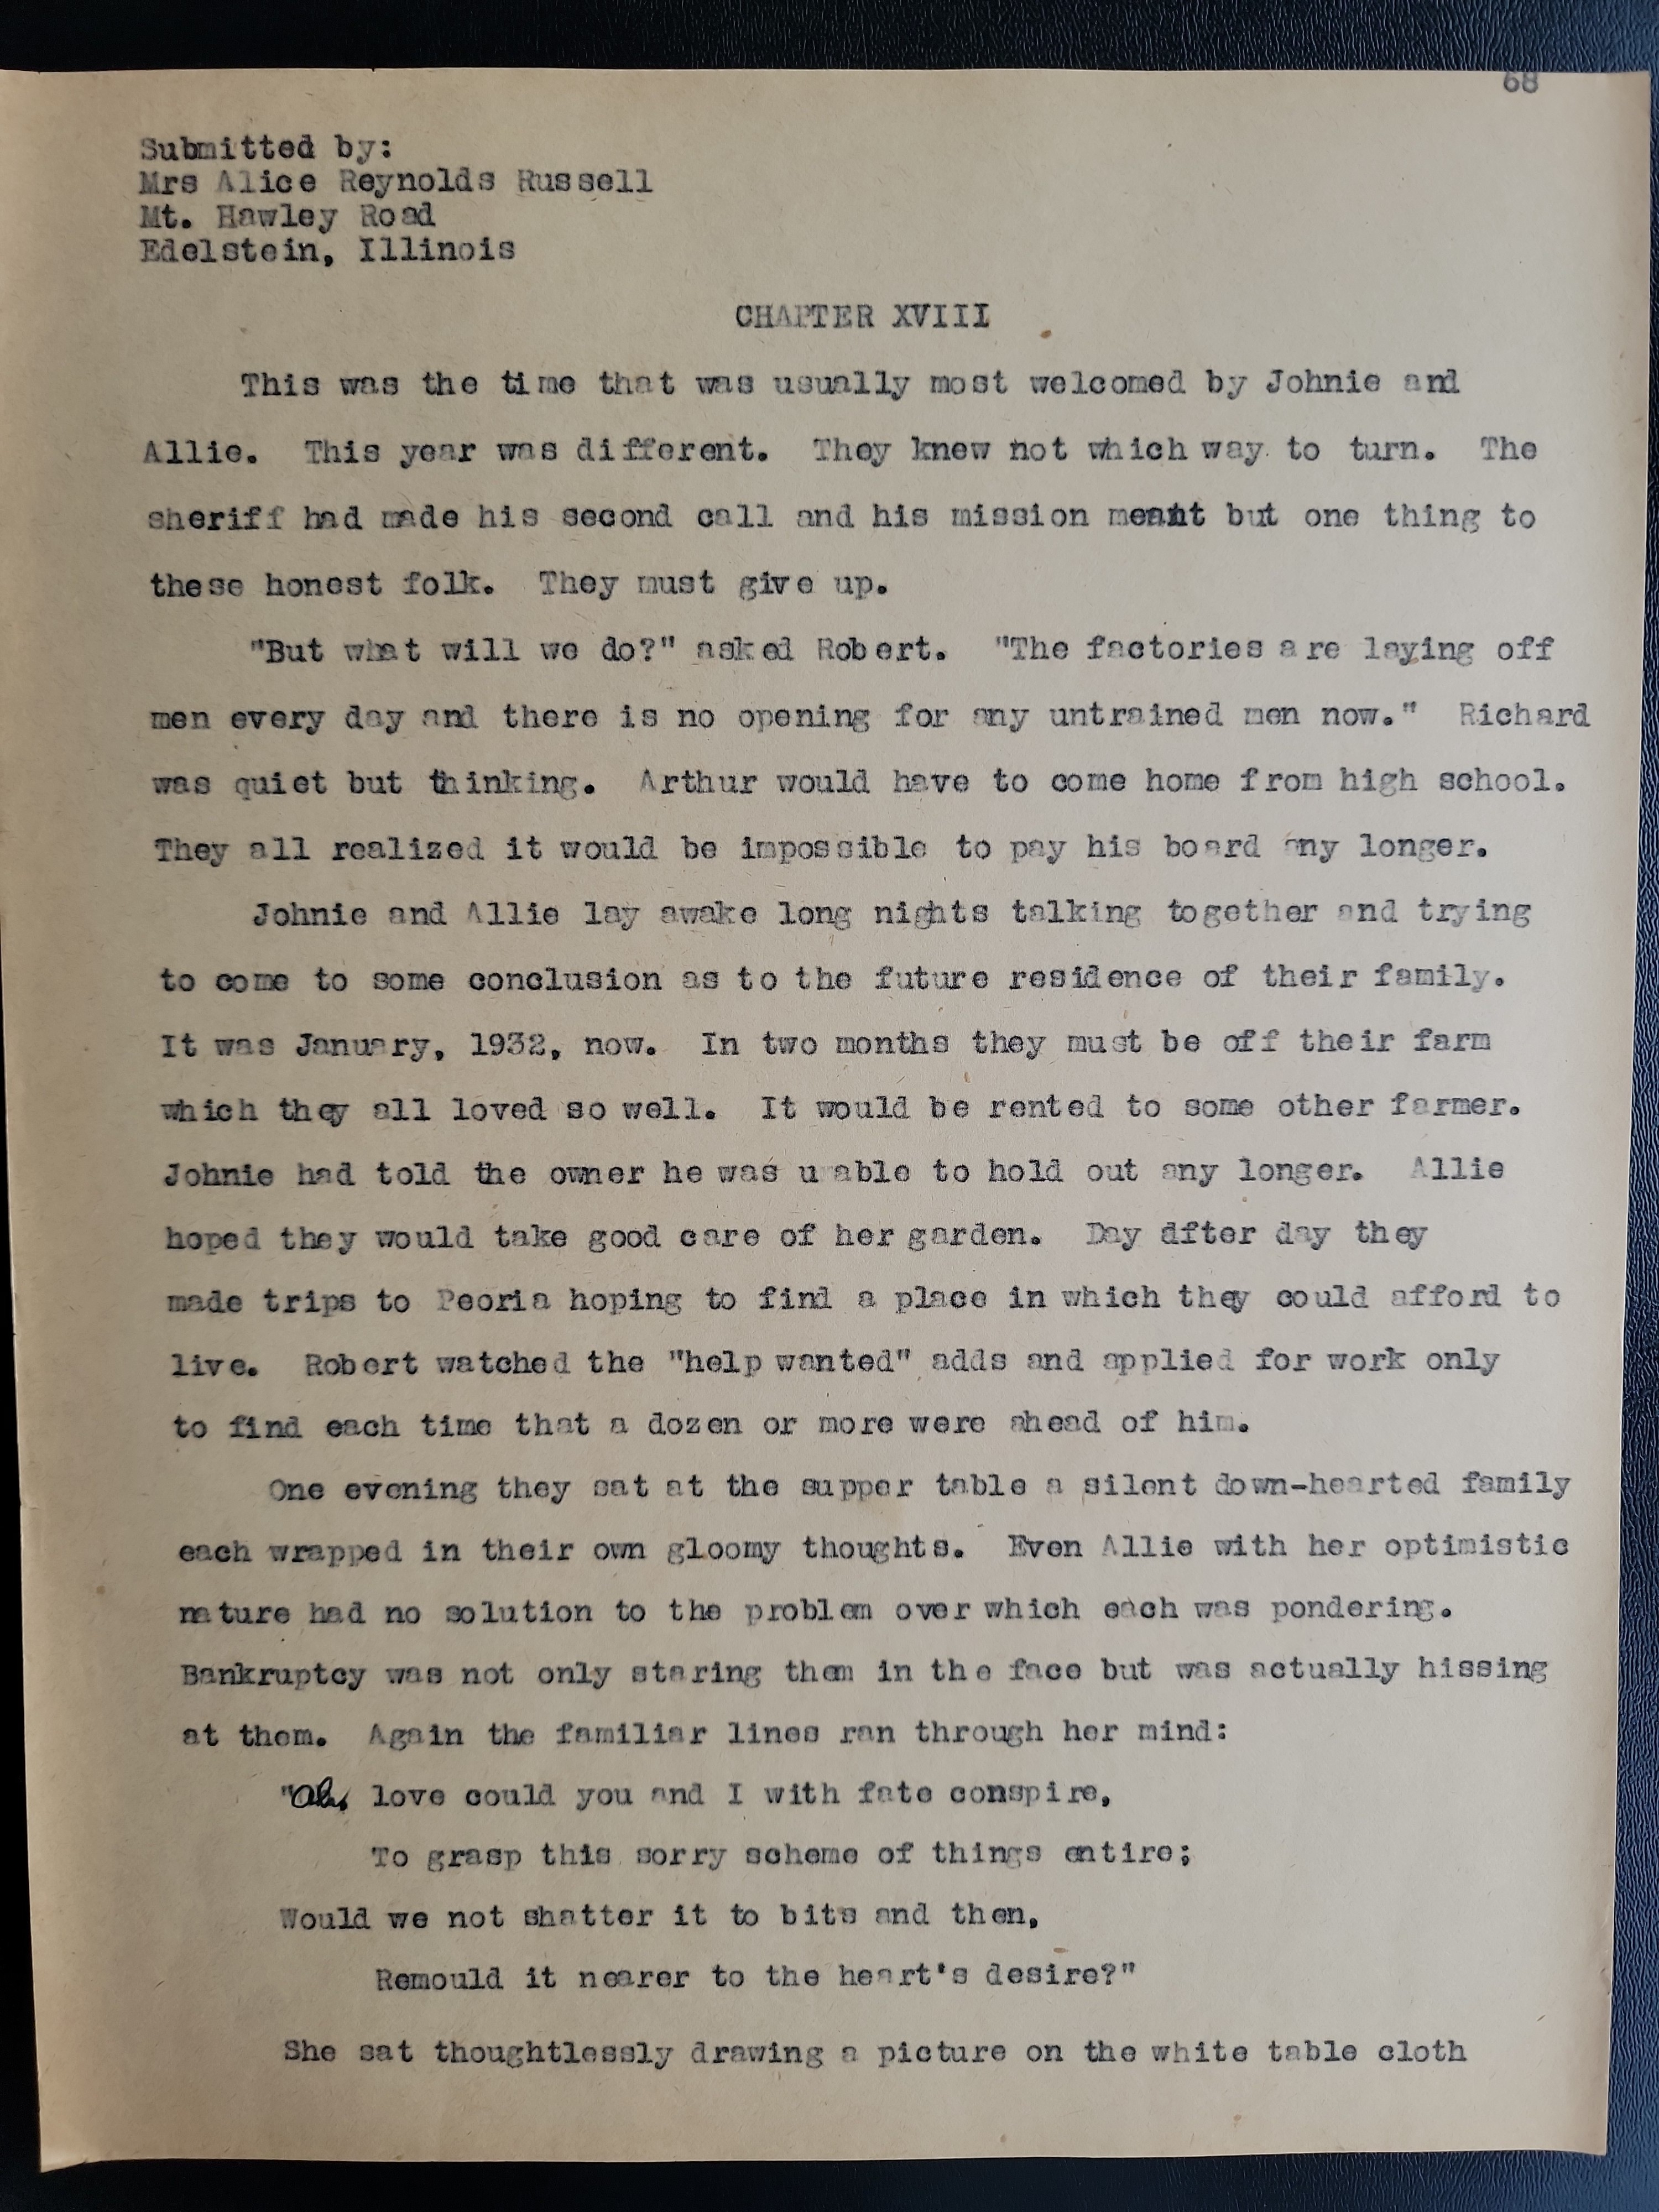 68
Submitted by:
Mrs Alice Reynolds Russell
Mt. Hawley Road
Edelstein, Illinois
CHAPTER XVIII
This was the time that was usually most welcomed by Johnie and
Allie. This year was different. They knew not which way to turn. The
sheriff had made his second call and his mission meant but one thing to
these honest folk. They must give up.
"But what will we do?" asked Robert. "The factories are laying off
men every day and there is no opening for any untrained men now." Richard
was quiet but thinking. Arthur would have to come home from high school.
They all realized it would be impossible to pay his board any longer.
Johnie and Allie lay awake long nights talking together and trying
to come to some conclusion as to the future residence of their family.
It was January, 1932, now. In two months they must be off their farm
which they all loved so well. It would be rented to some other farmer.
Johnie had told the owner he was u able to hold out any longer. Allie
hoped they would take good care of her garden. Day dfter day they
made trips to Peoria hoping to find a place in which they could afford to
live. Robert watched the "help wanted" adds and applied for work only
to find each time that a dozen or more were ahead of him.
One evening they sat at the supper table a silent down-hearted family
each wrapped in their own gloomy thoughts. Even Allie with her optimistic
nature had no solution to the problem over which each was pondering.
Bankruptcy was not only staring them in the face but was actually hissing
at them. Again the familiar lines ran through her mind:
"Oh, love could you and I with fate conspire,
To grasp this sorry scheme of things entire;
Would we not shatter it to bits and then,
Remould it nearer to the heart's desire?"
She sat thoughtlessly drawing a picture on the white table cloth